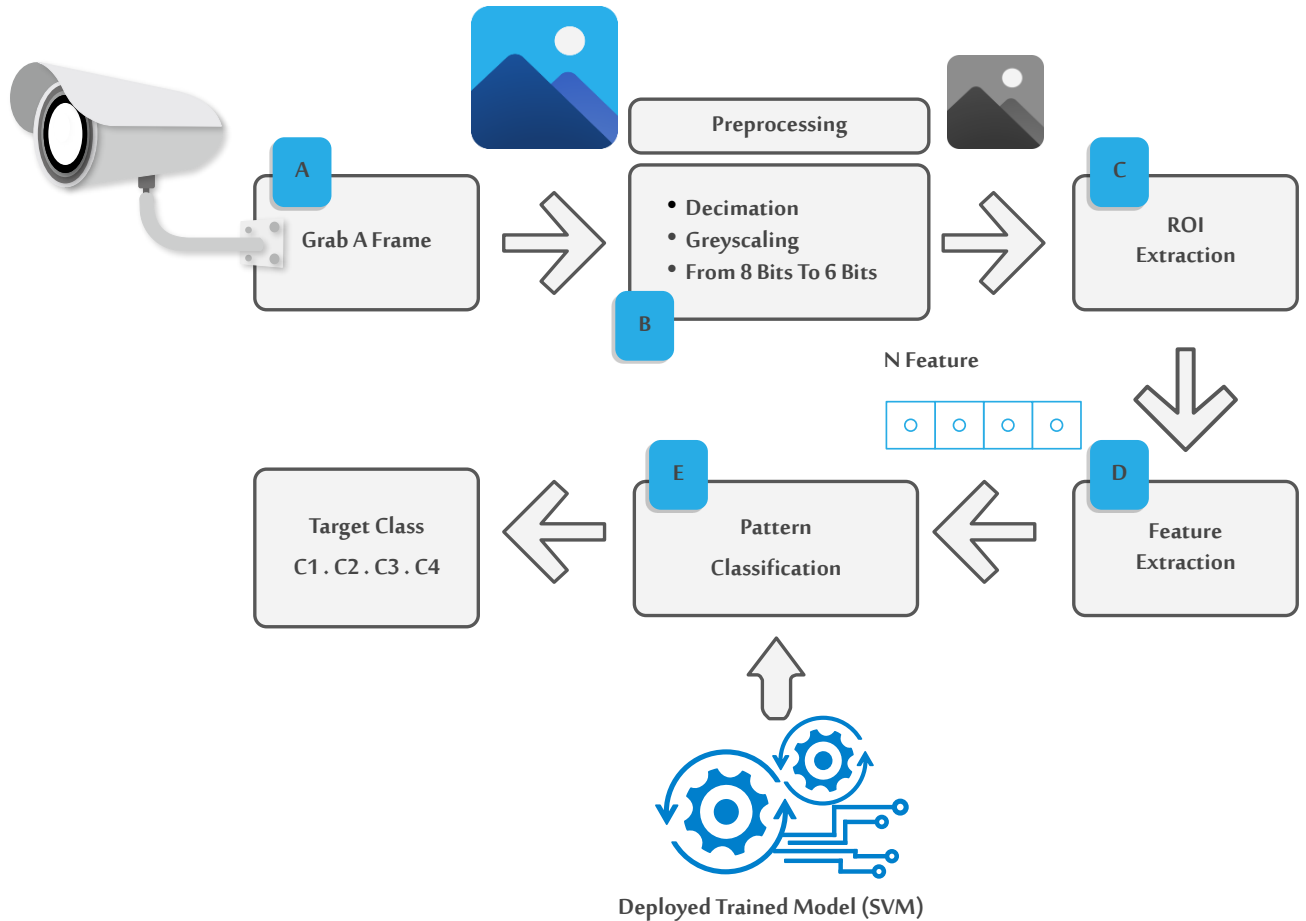 Preprocessing
A
Grab A Frame
• Decimation
• Greyscaling
• From 8 Bits To 6 Bits
B
C
ROI
Extraction
N Feature
D
Feature
Extraction
E
Pattern
Classification
Target Class
C1 . C2 . C3 . C4
Deployed Trained Model (SVM)